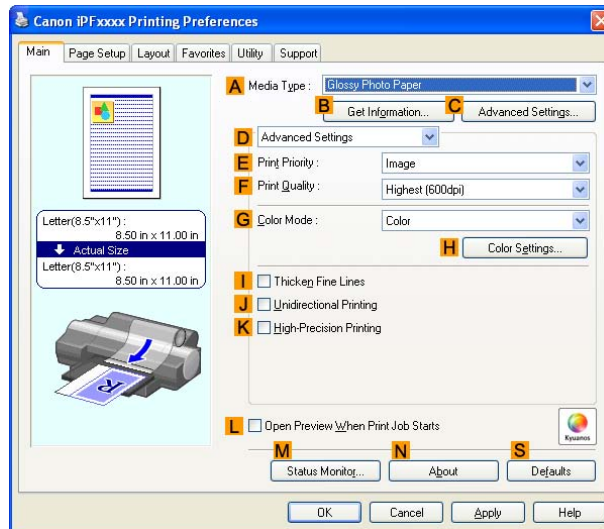 Canon iPFxxxx Printing Preferences
Main Page Setup Layout Favorites Utility Support
A Media Type : Glossy Photo Paper
B C
Get Information... Advanced Settings...
D Advanced Settings
E Print Priority : Image
F Print Quality : Highest (600dpi)
G Color Mode : Color
H Color Settings...
Letter(8.5"x11") :
8.50 in x 11.00 in
Actual Size
Letter(8.5"x11") :
8.50 in x 11.00 in
R
I Thicken Fine Lines
J Unidirectional Printing
K High-Precision Printing
L Open Preview When Print Job Starts
Kyuanos
M N S
Status Monitor... About Defaults
OK Cancel Apply Help